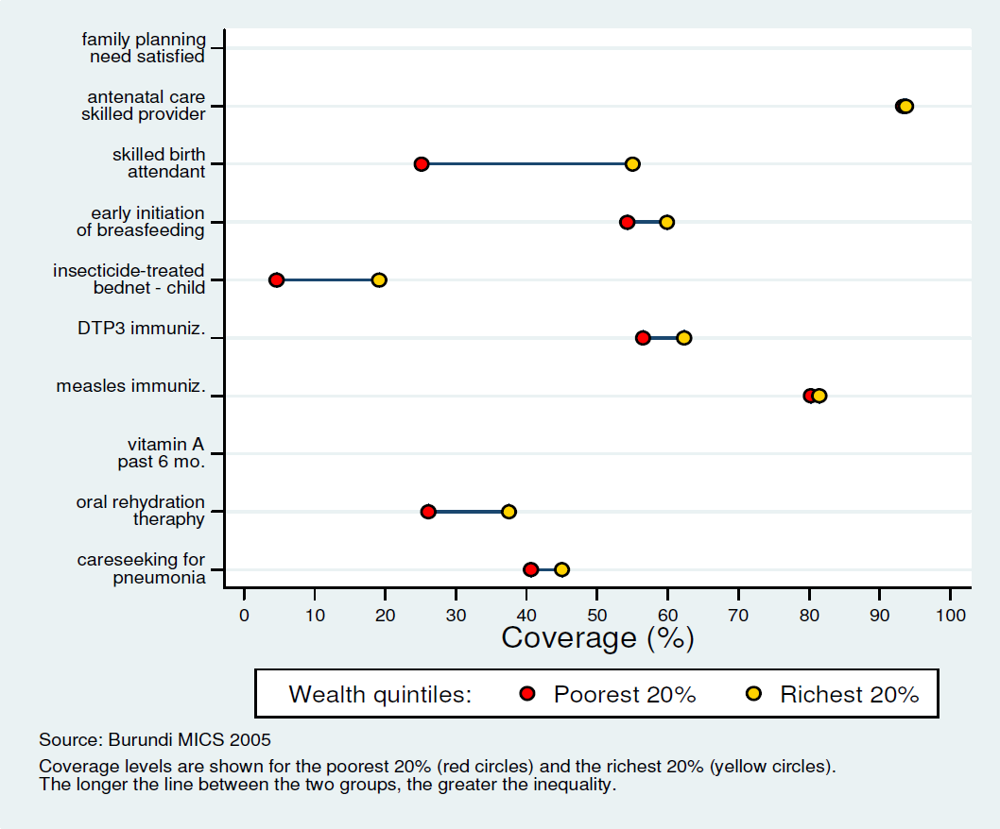 family planning
need satisfied
antenatal care
skilled provider
skilled birth
attendant
early initiation
of breasfeeding
insecticide-treated
bednet - child
DTP3 immuniz.
measles immuniz.
vitamin A
past 6 mo.
oral rehydration
theraphy
careseeking for
pneumonia
0 10 20 30 40 50 60 70 80 90 100
Coverage (%)
Wealth quintiles: Poorest 20% Richest 20%
Source: Burundi MICS 2005
Coverage levels are shown for the poorest 20% (red circles) and the richest 20% (yellow circles).
The longer the line between the two groups, the greater the inequality.